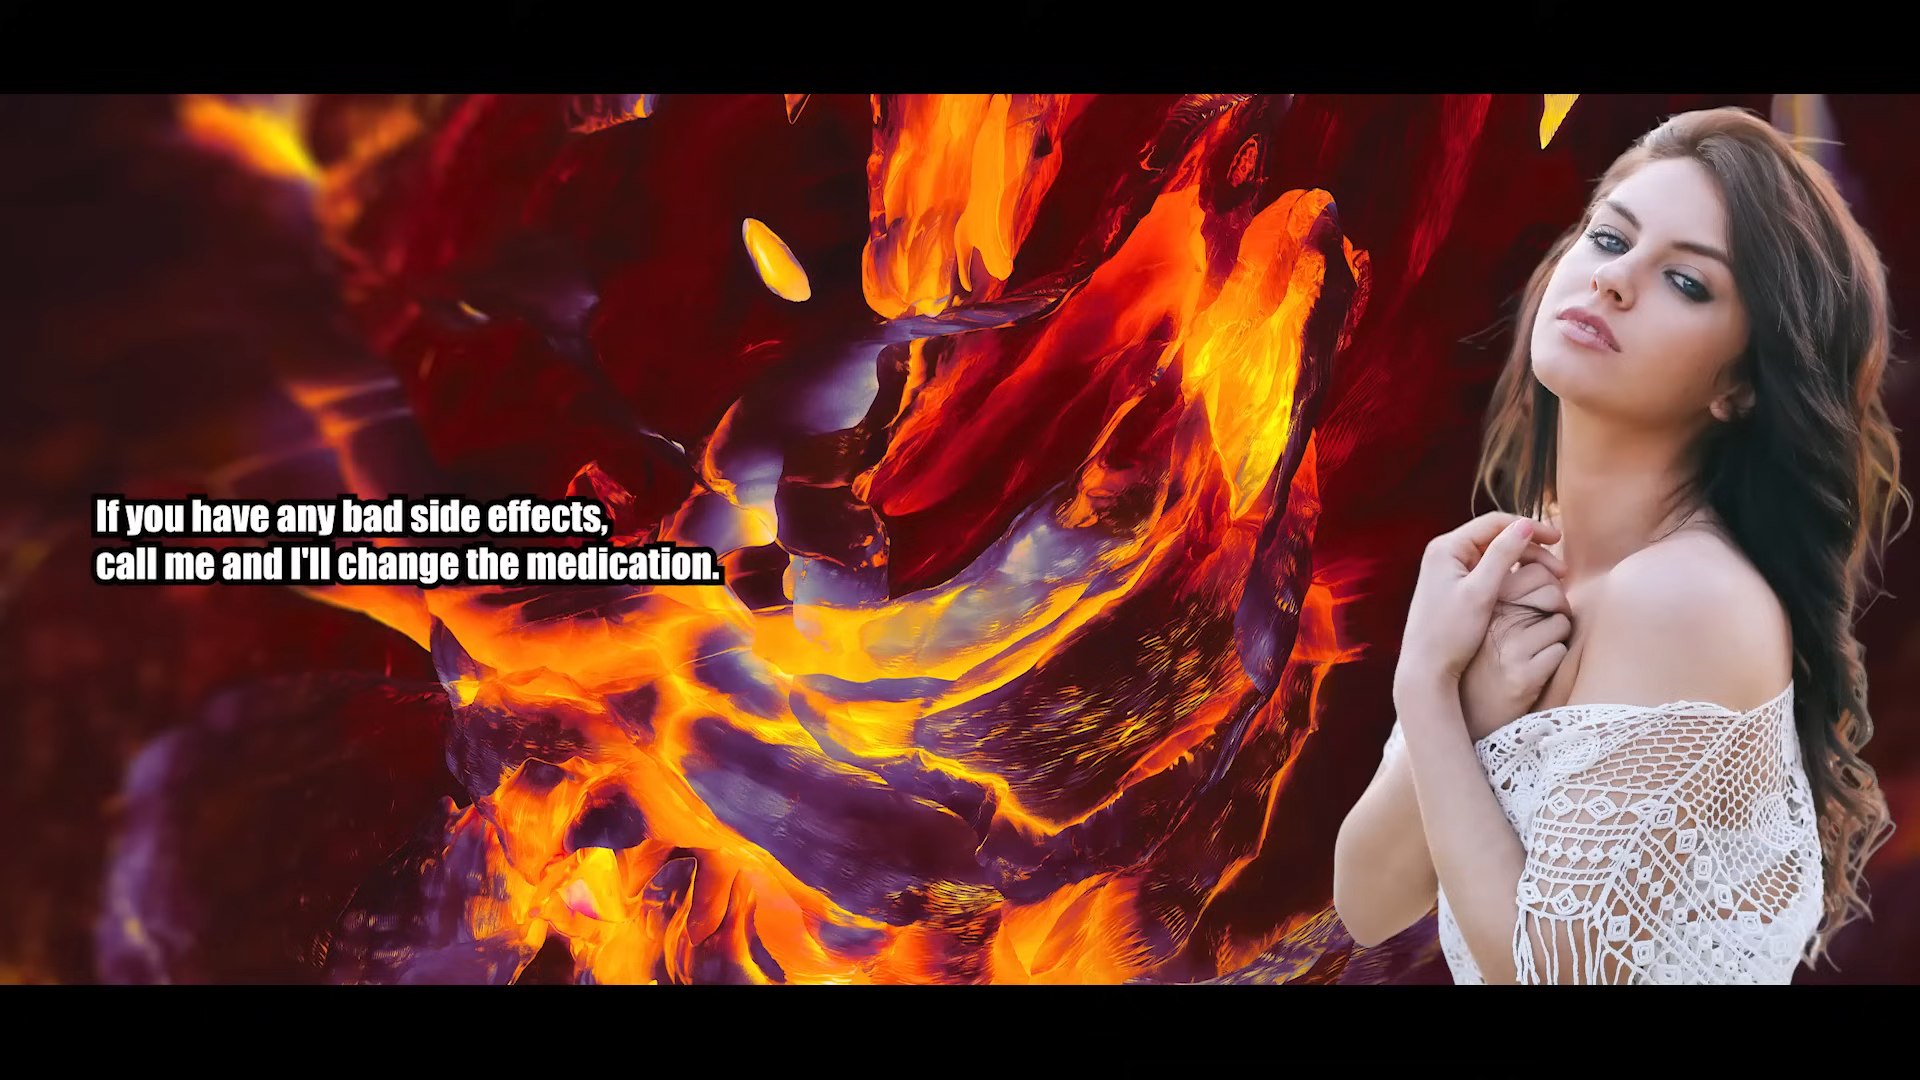 If you have any bad side effects,
call me and I'll change the medication.